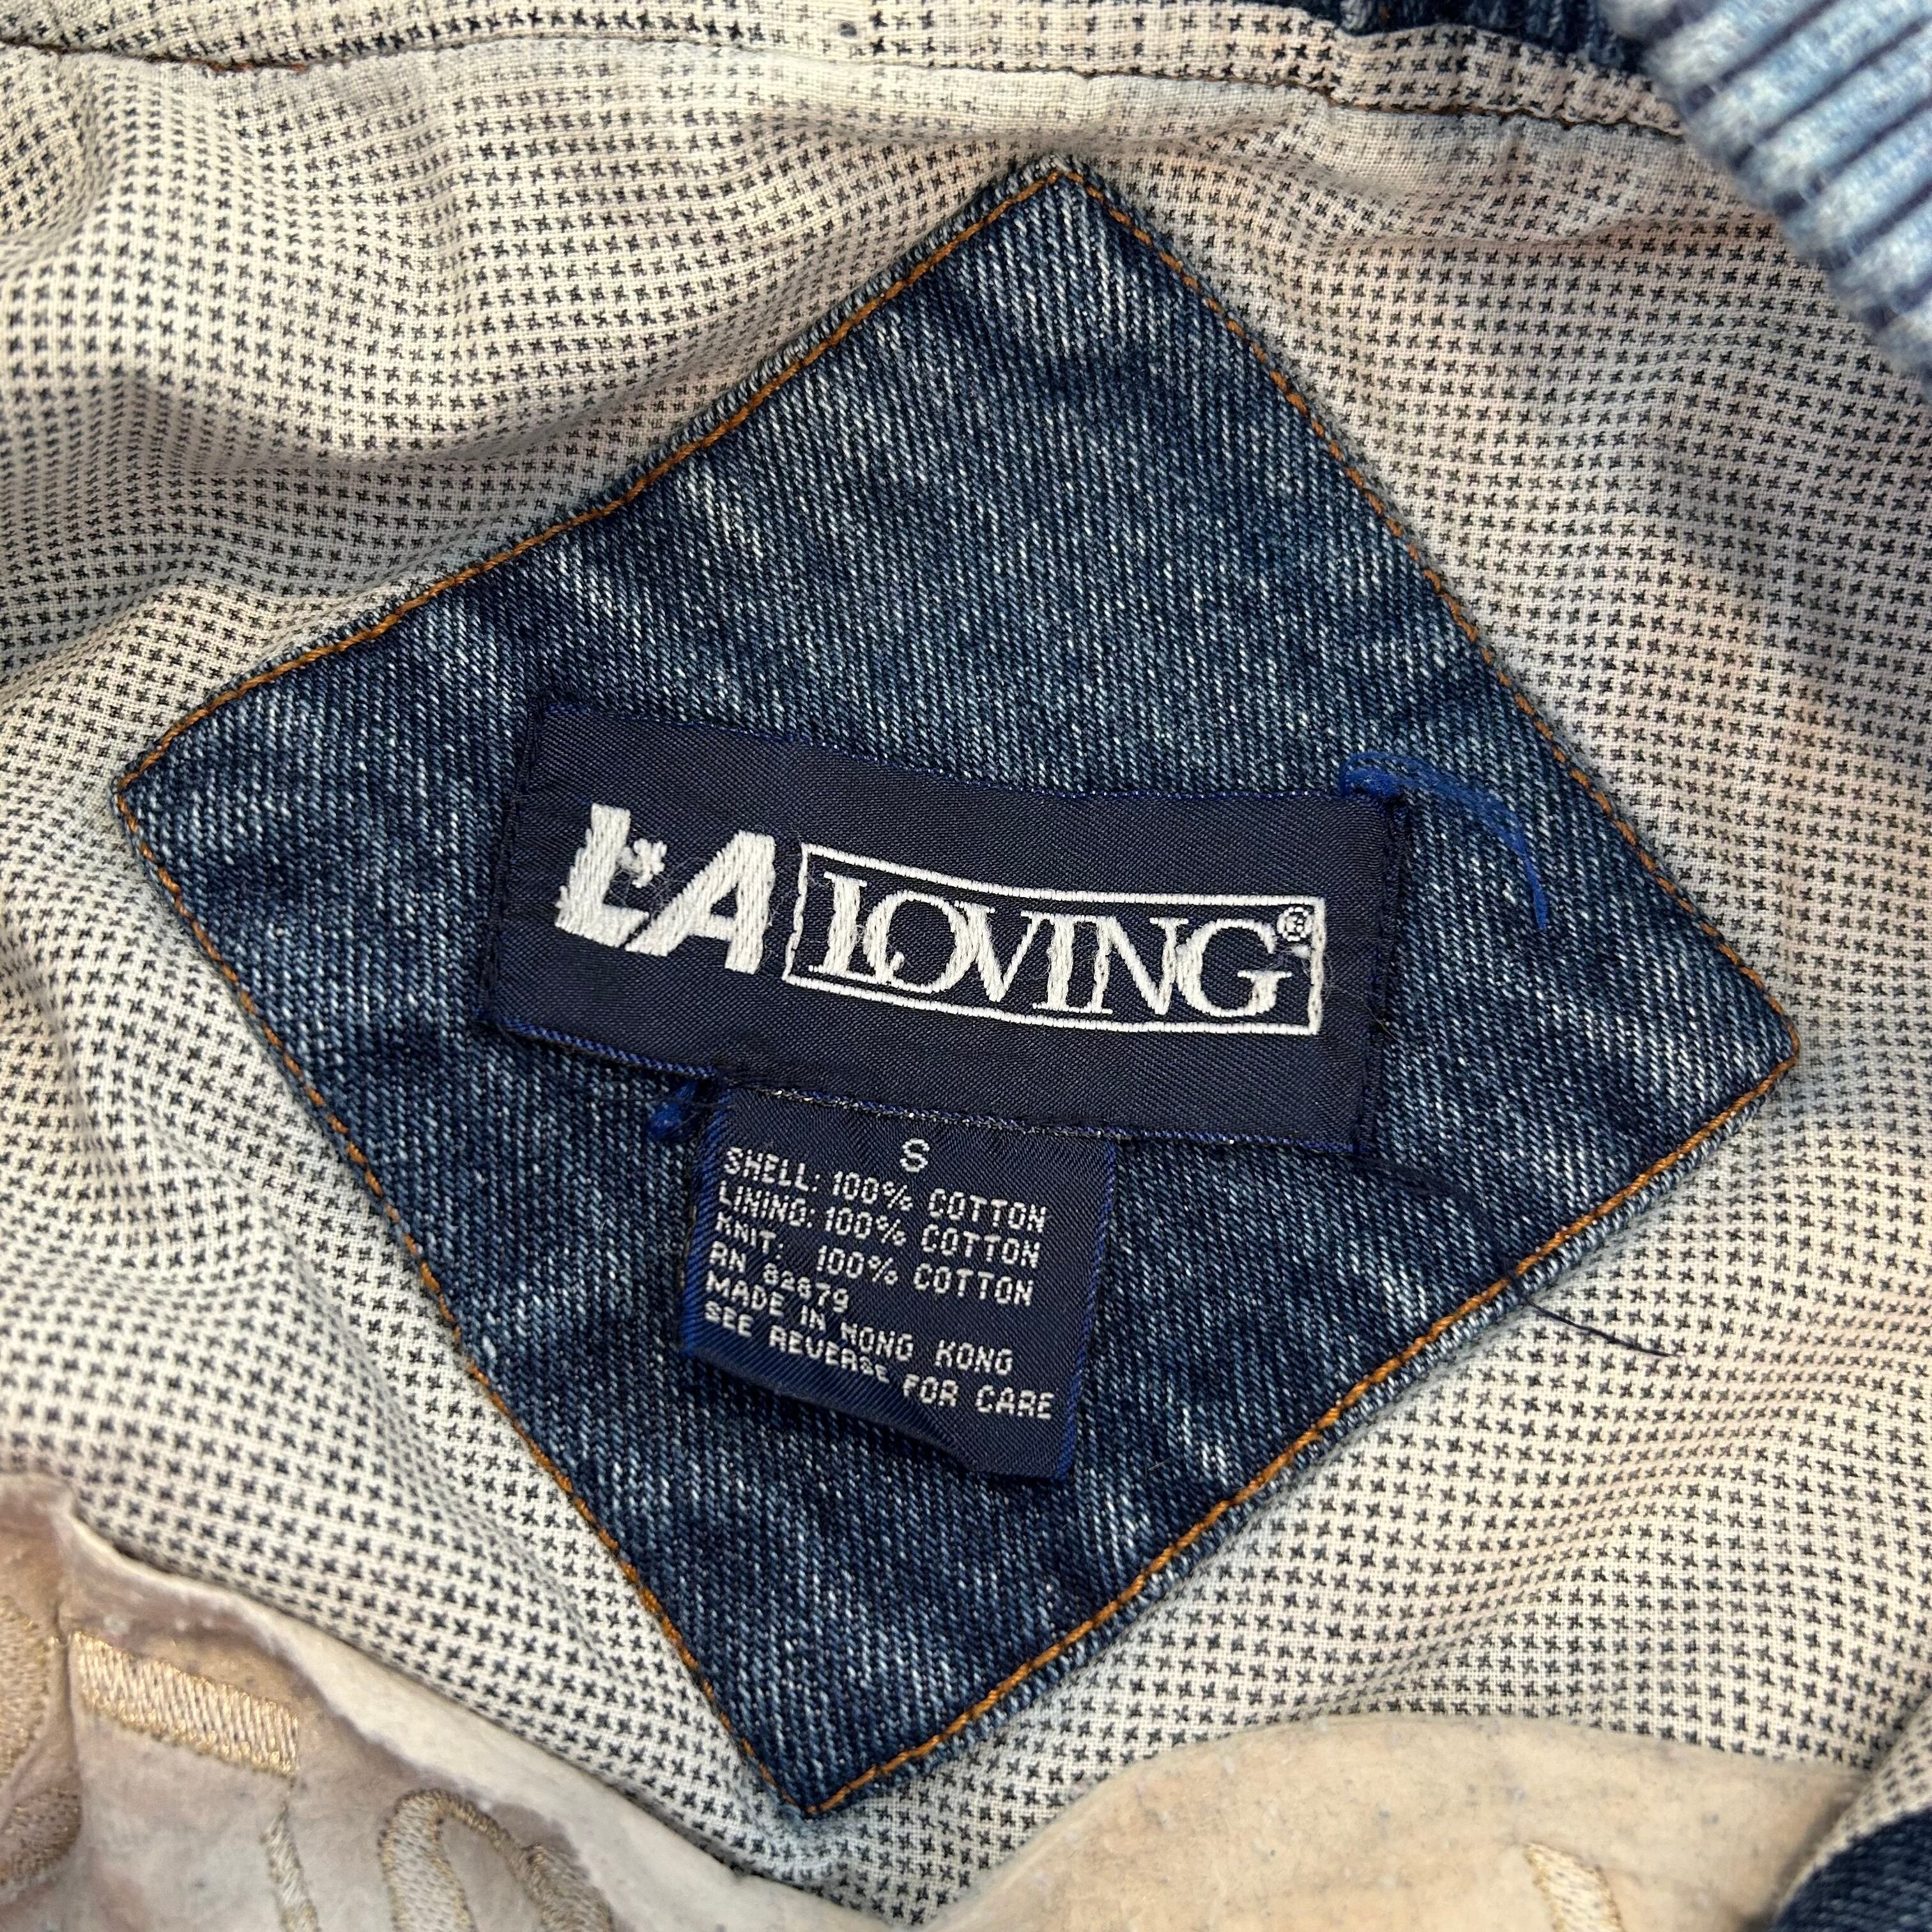 L*A LOVING®
S
SHELL: 100% COTTON
LINING: 100% COTTON
KNIT: 100% COTTON
RN 82679
MADE IN HONG KONG
SEE REVERSE FOR CARE